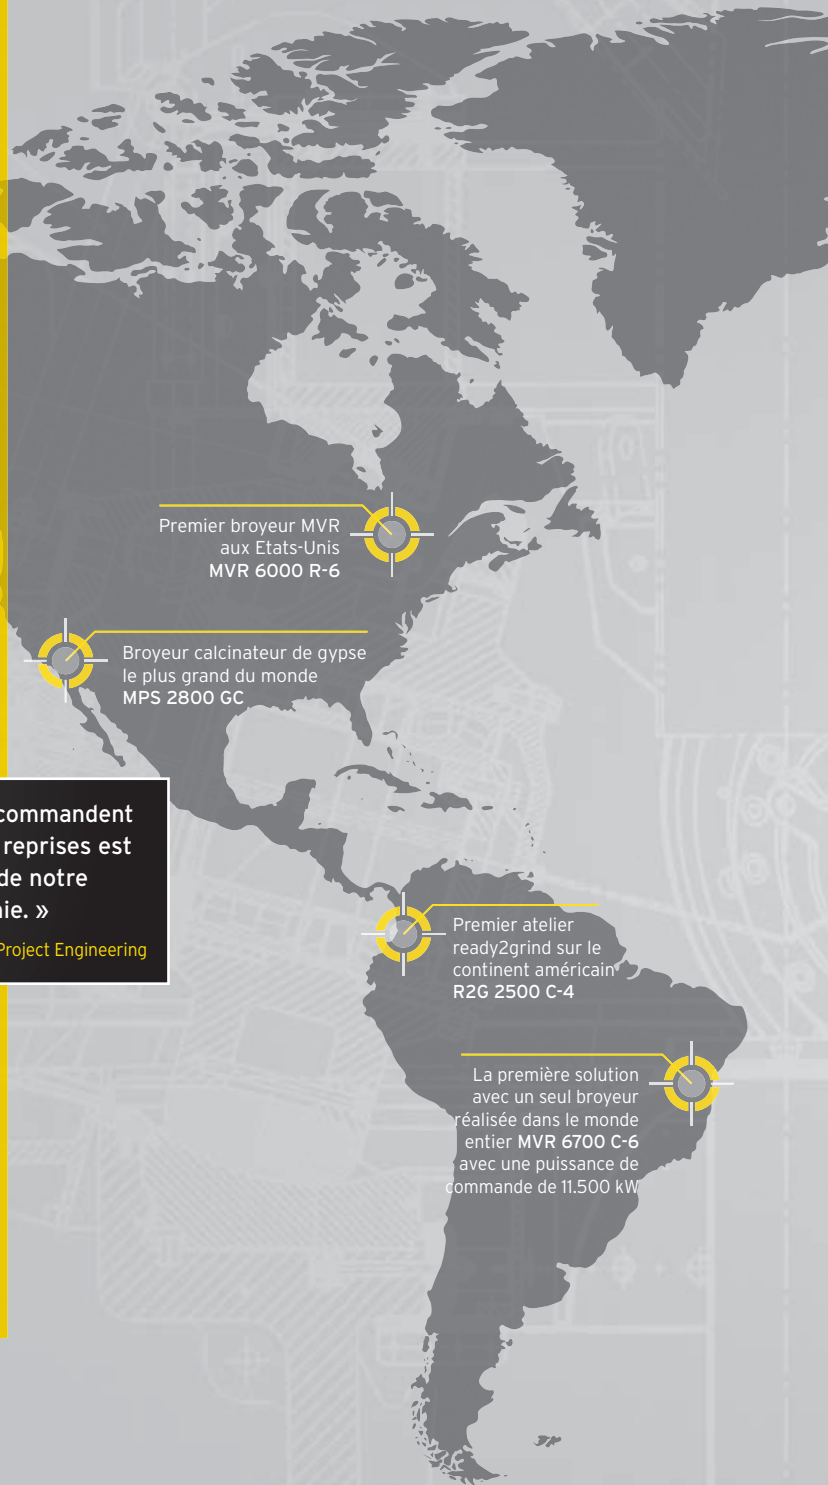 Premier broyeur MVR
aux Etats-Unis
MVR 6000 R-6
Broyeur calcinateur de gypse
le plus grand du monde
MPS 2800 GC
commandent
reprises est
de notre
ie. »
Project Engineering
Premier atelier
ready2grind sur le
continent américain
R2G 2500 C-4
La première solution
avec un seul broyeur
réalisée dans le monde
entier MVR 6700 C-6
avec une puissance de
commande de 11.500 kW